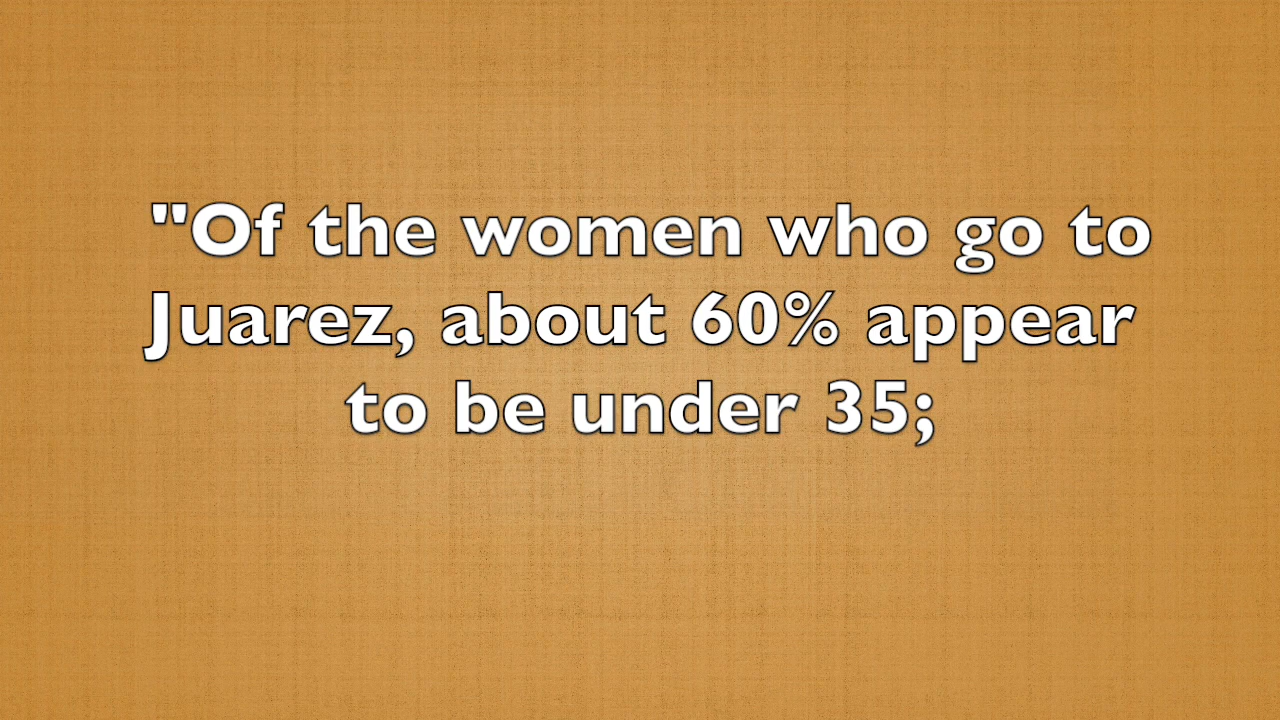 "Of the women who go to
Juarez, about 60% appear
to be under 35;